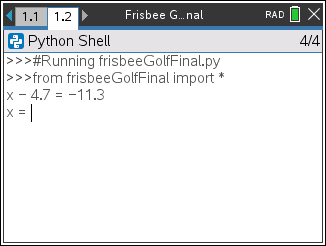 1.1 1.2 Frisbee G...nal RAD
Python Shell 4/4
>>>#Running frisbeeGolfFinal.py
>>>from frisbeeGolfFinal import *
x – 4.7 = –11.3
x =